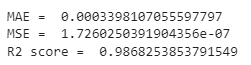 MAE =  0.0003398107055597797
MSE =  1.7260250391904356e-07
R2 score =  0.9868253853791549